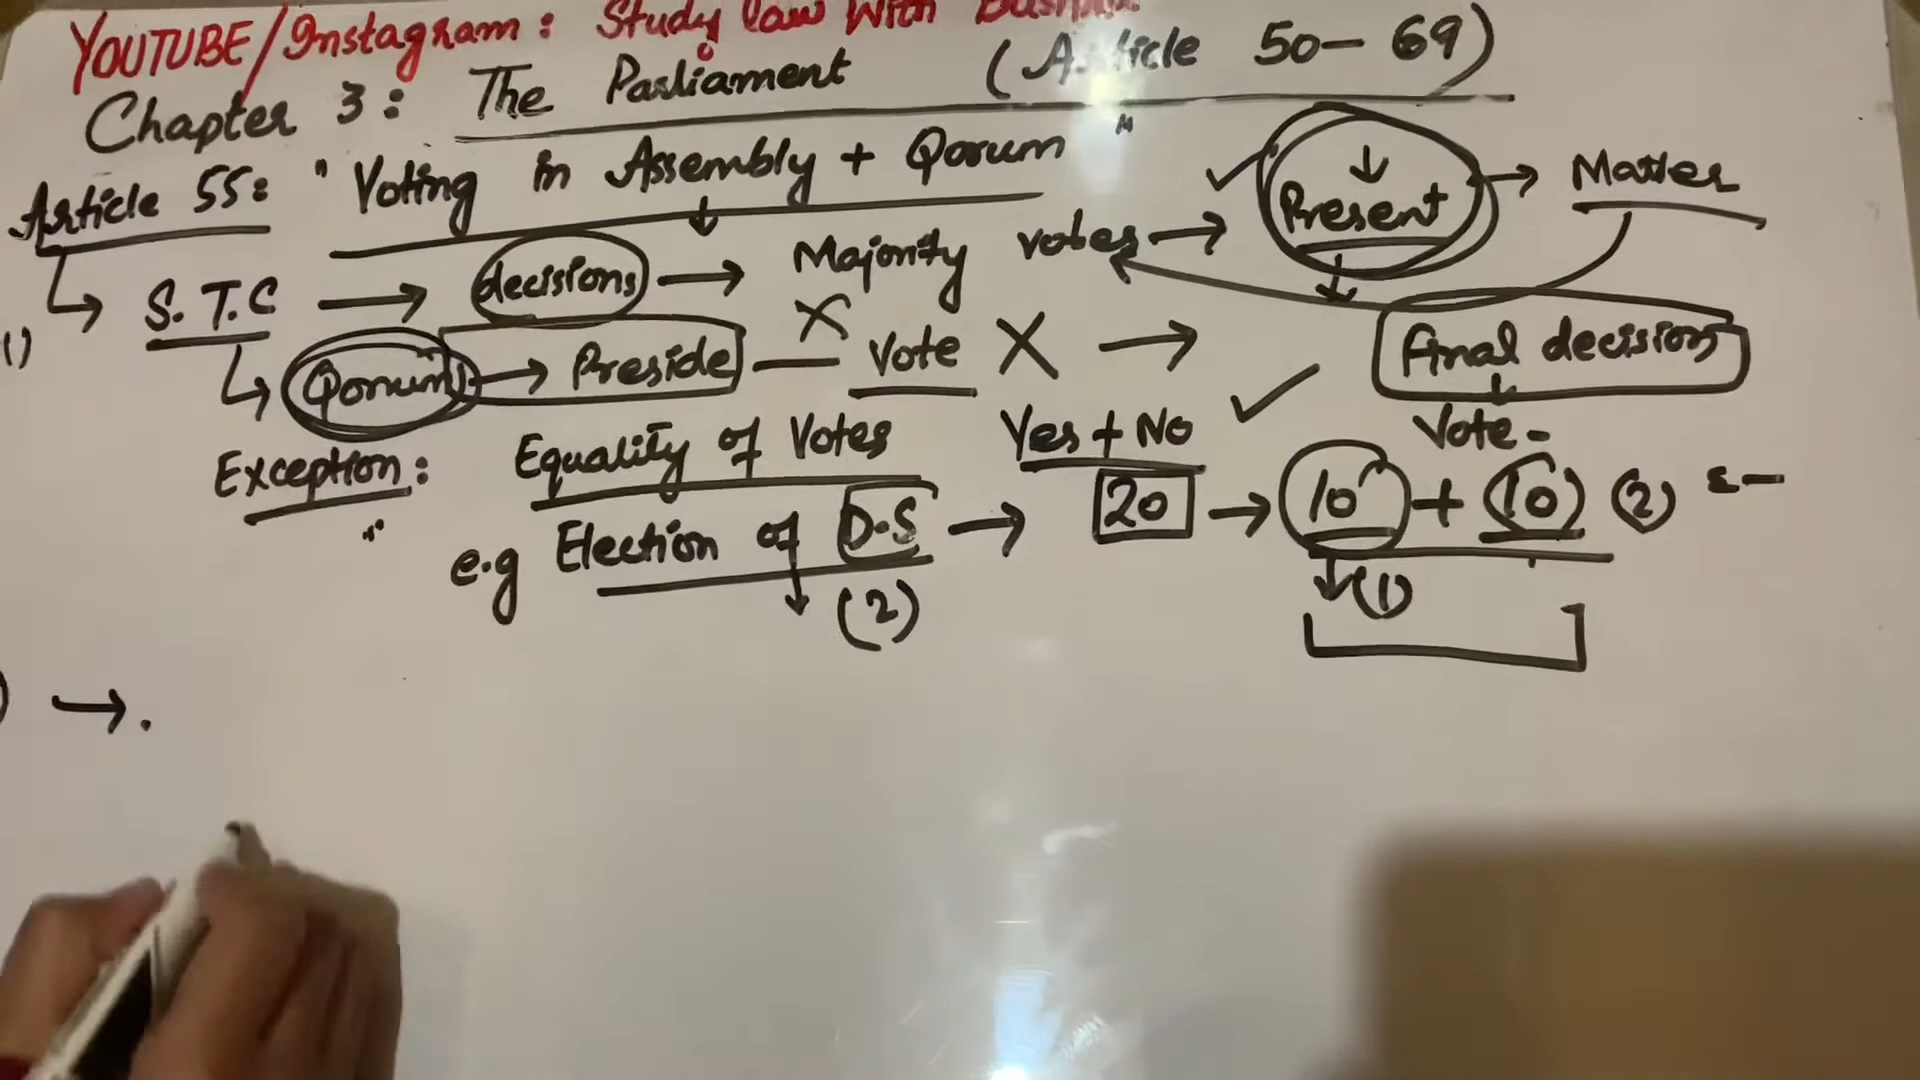 YOUTUBE/Instagram: Study law With
Chapter 3: The Parliament (Article 50-69)
Article 55: "Voting in Assembly + Qorum"
→ S.T.C → decisions → Majority votes → Present → Matter
1) Qorum → Preside — Vote X → Final decision
Vote -
Exception: Equality of Votes Yes + No
e.g Election of D.S → 20 → 10 + 10 (2)
(2) (1)